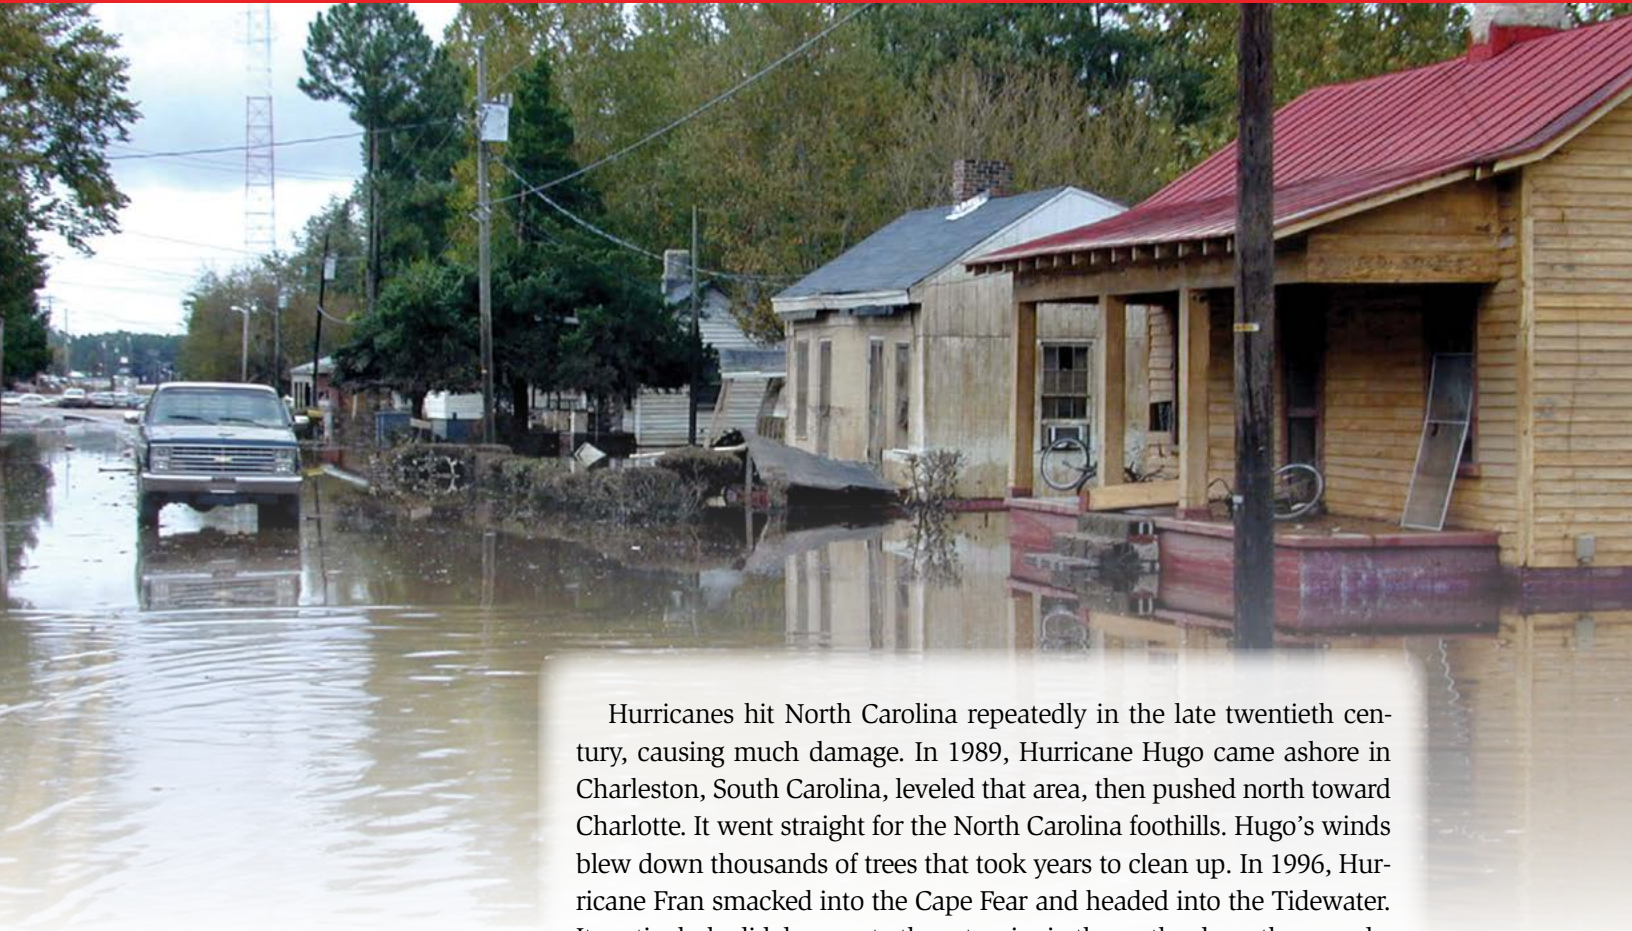 Hurricanes hit North Carolina repeatedly in the late twentieth cen-
tury, causing much damage. In 1989, Hurricane Hugo came ashore in
Charleston, South Carolina, leveled that area, then pushed north toward
Charlotte. It went straight for the North Carolina foothills. Hugo’s winds
blew down thousands of trees that took years to clean up. In 1996, Hur-
ricane Fran smacked into the Cape Fear and headed into the Tidewater.